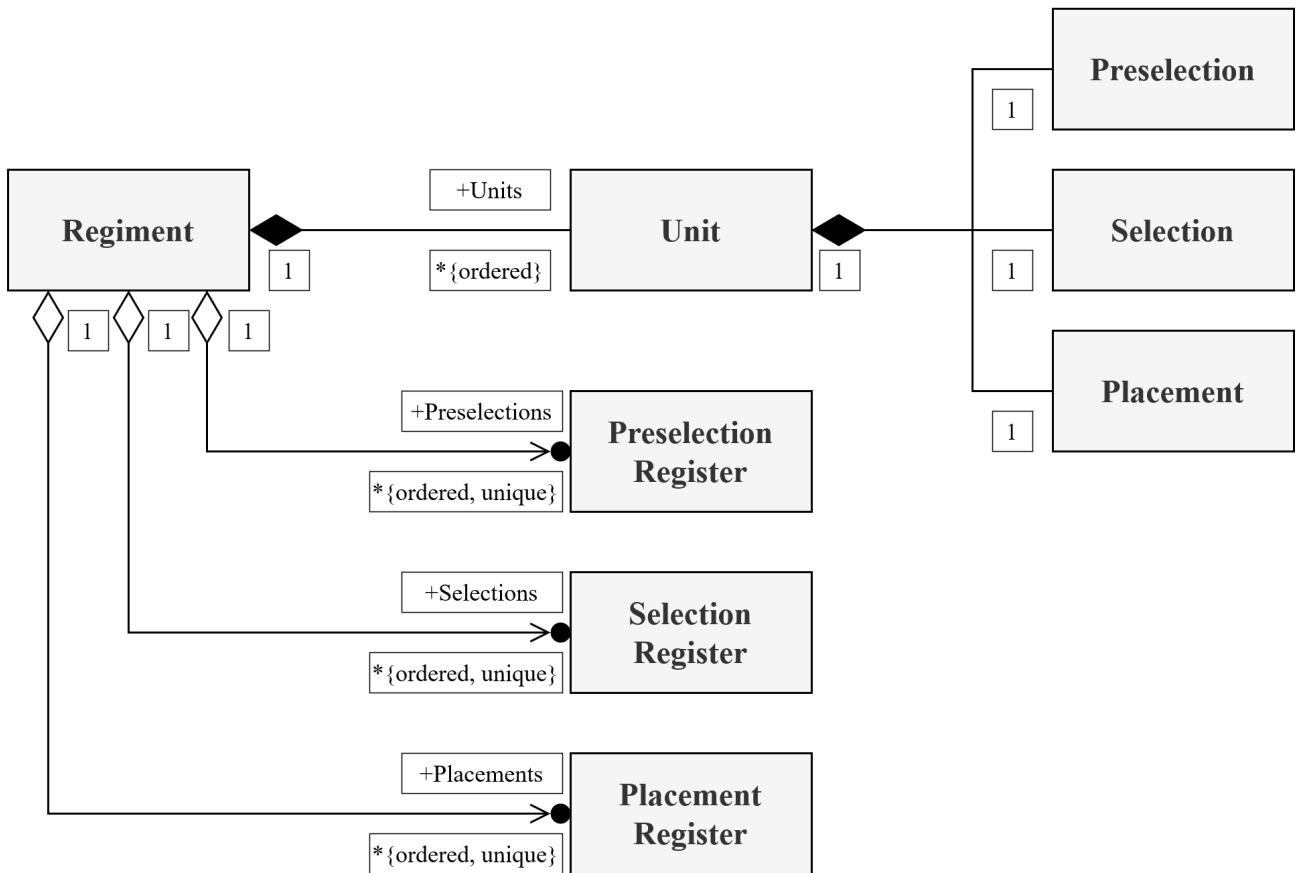 Preselection
1
Regiment
1
+Units
*{ordered}
Unit
1
Selection
1
1
1
1
Placement
1
+Preselections
*{ordered, unique}
Preselection
Register
+Selections
*{ordered, unique}
Selection
Register
+Placements
*{ordered, unique}
Placement
Register